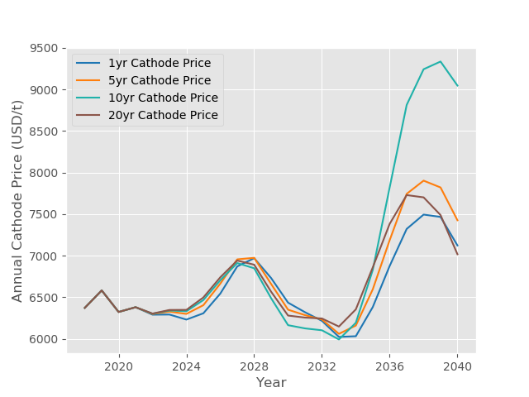 9500
9000
8500
8000
7500
7000
6500
6000
Annual Cathode Price (USD/t)
1yr Cathode Price
5yr Cathode Price
10yr Cathode Price
20yr Cathode Price
2020 2024 2028 2032 2036 2040
Year